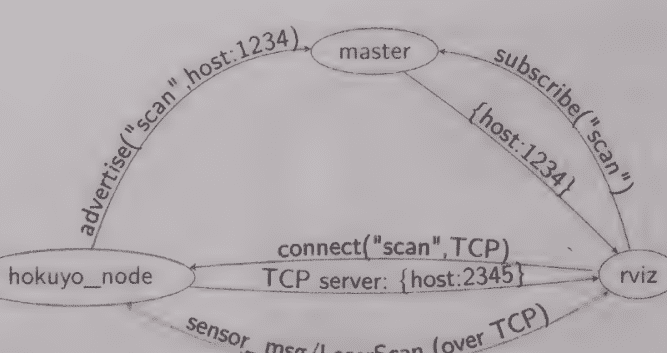 advertise("scan",host:1234)
master
subscribe("scan")
{host:1234}
connect("scan",TCP)
hokuyo_node
TCP server: {host:2345}
rviz
sensor_msg/LaserScan (over TCP)